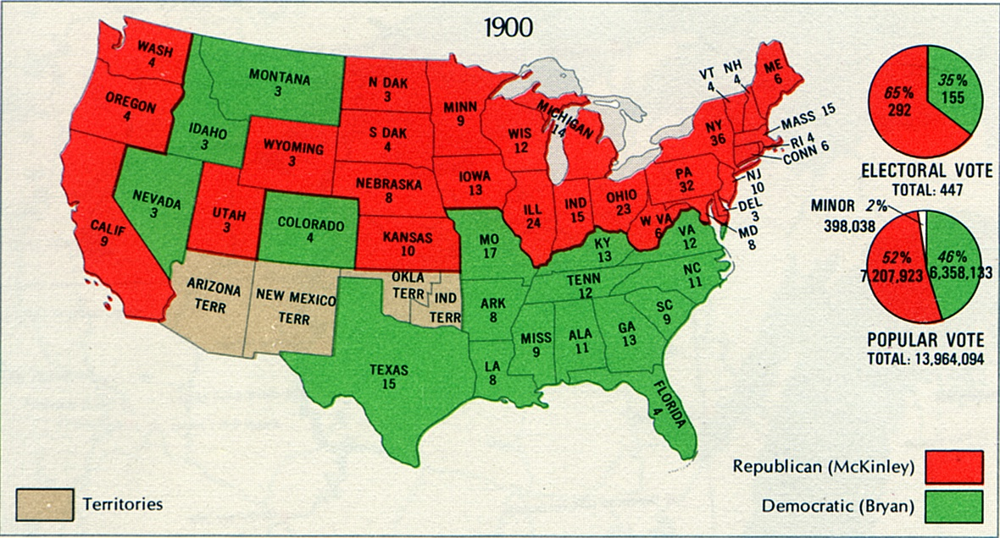 1900
WASH
4
OREGON
4
CALIF
9
NEVADA
3
IDAHO
3
MONTANA
3
WYOMING
3
UTAH
3
COLORADO
4
ARIZONA
TERR
NEW MEXICO
TERR
N DAK
3
S DAK
4
NEBRASKA
8
KANSAS
10
OKLA
TERR
IND
TERR
TEXAS
15
MINN
9
IOWA
13
MO
17
ARK
8
LA
8
WIS
12
ILL
24
MICHIGAN
14
IND
15
OHIO
23
KY
13
TENN
12
MISS
9
ALA
11
GA
13
FLORIDA
4
SC
9
NC
11
VA
12
W VA
6
PA
32
NY
36
VT
4
NH
4
ME
6
MASS 15
RI 4
CONN 6
NJ
10
DEL
3
MD
8
65%
292
35%
155
ELECTORAL VOTE
TOTAL: 447
MINOR 2%
398,038
52%
7,207,923
46%
6,358,133
POPULAR VOTE
TOTAL: 13,964,094
Republican (McKinley)
Democratic (Bryan)
Territories